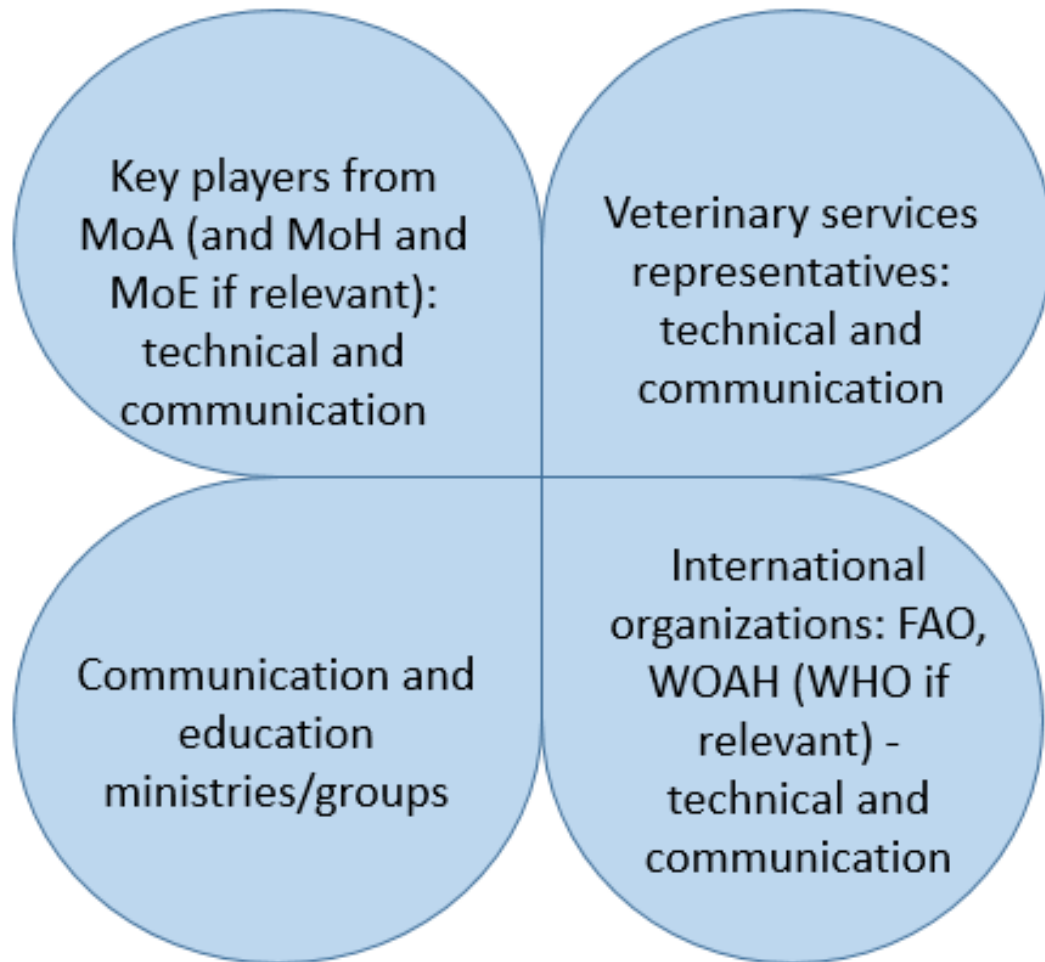 Key players from
MoA (and MoH and
MoE if relevant):
technical and
communication
Veterinary services
representatives:
technical and
communication
Communication and
education
ministries/groups
International
organizations: FAO,
WOAH (WHO if
relevant) -
technical and
communication